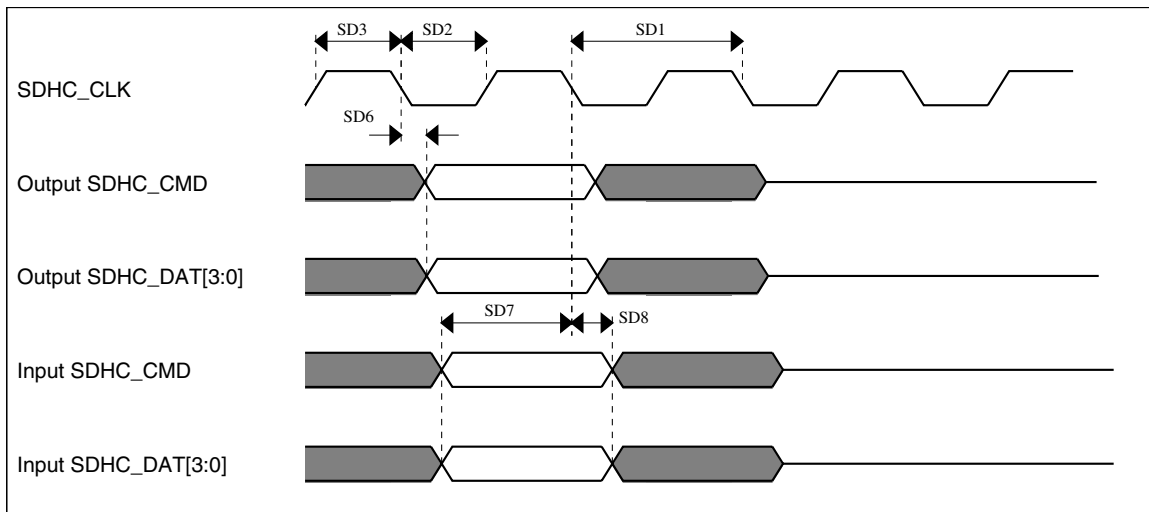 SD3
SD2
SD1
SDHC_CLK
SD6
Output SDHC_CMD
Output SDHC_DAT[3:0]
SD7
SD8
Input SDHC_CMD
Input SDHC_DAT[3:0]